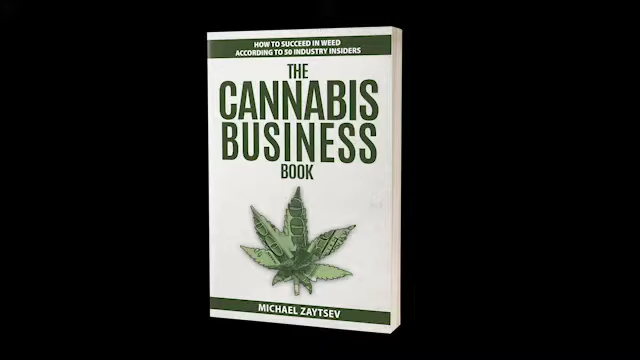 HOW TO SUCCEED IN WEED
ACCORDING TO 50 INDUSTRY INSIDERS
THE
CANNABIS
BUSINESS
BOOK
MICHAEL ZAYTSEV